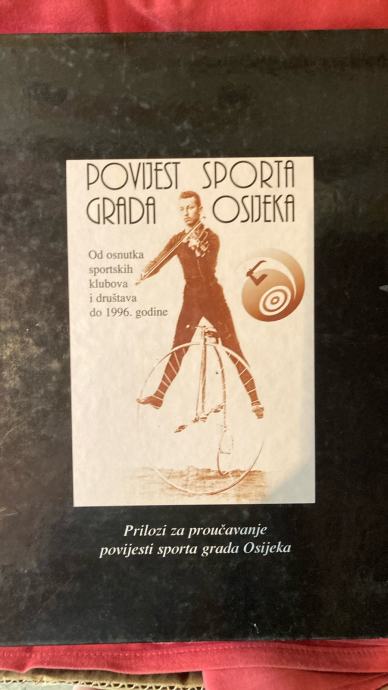 POVIJEST SPORTA
GRADA OSIJEKA
Od osnutka
sportskih
klubova
i društava
do 1996. godine
Prilozi za proučavanje
povijesti sporta grada Osijeka